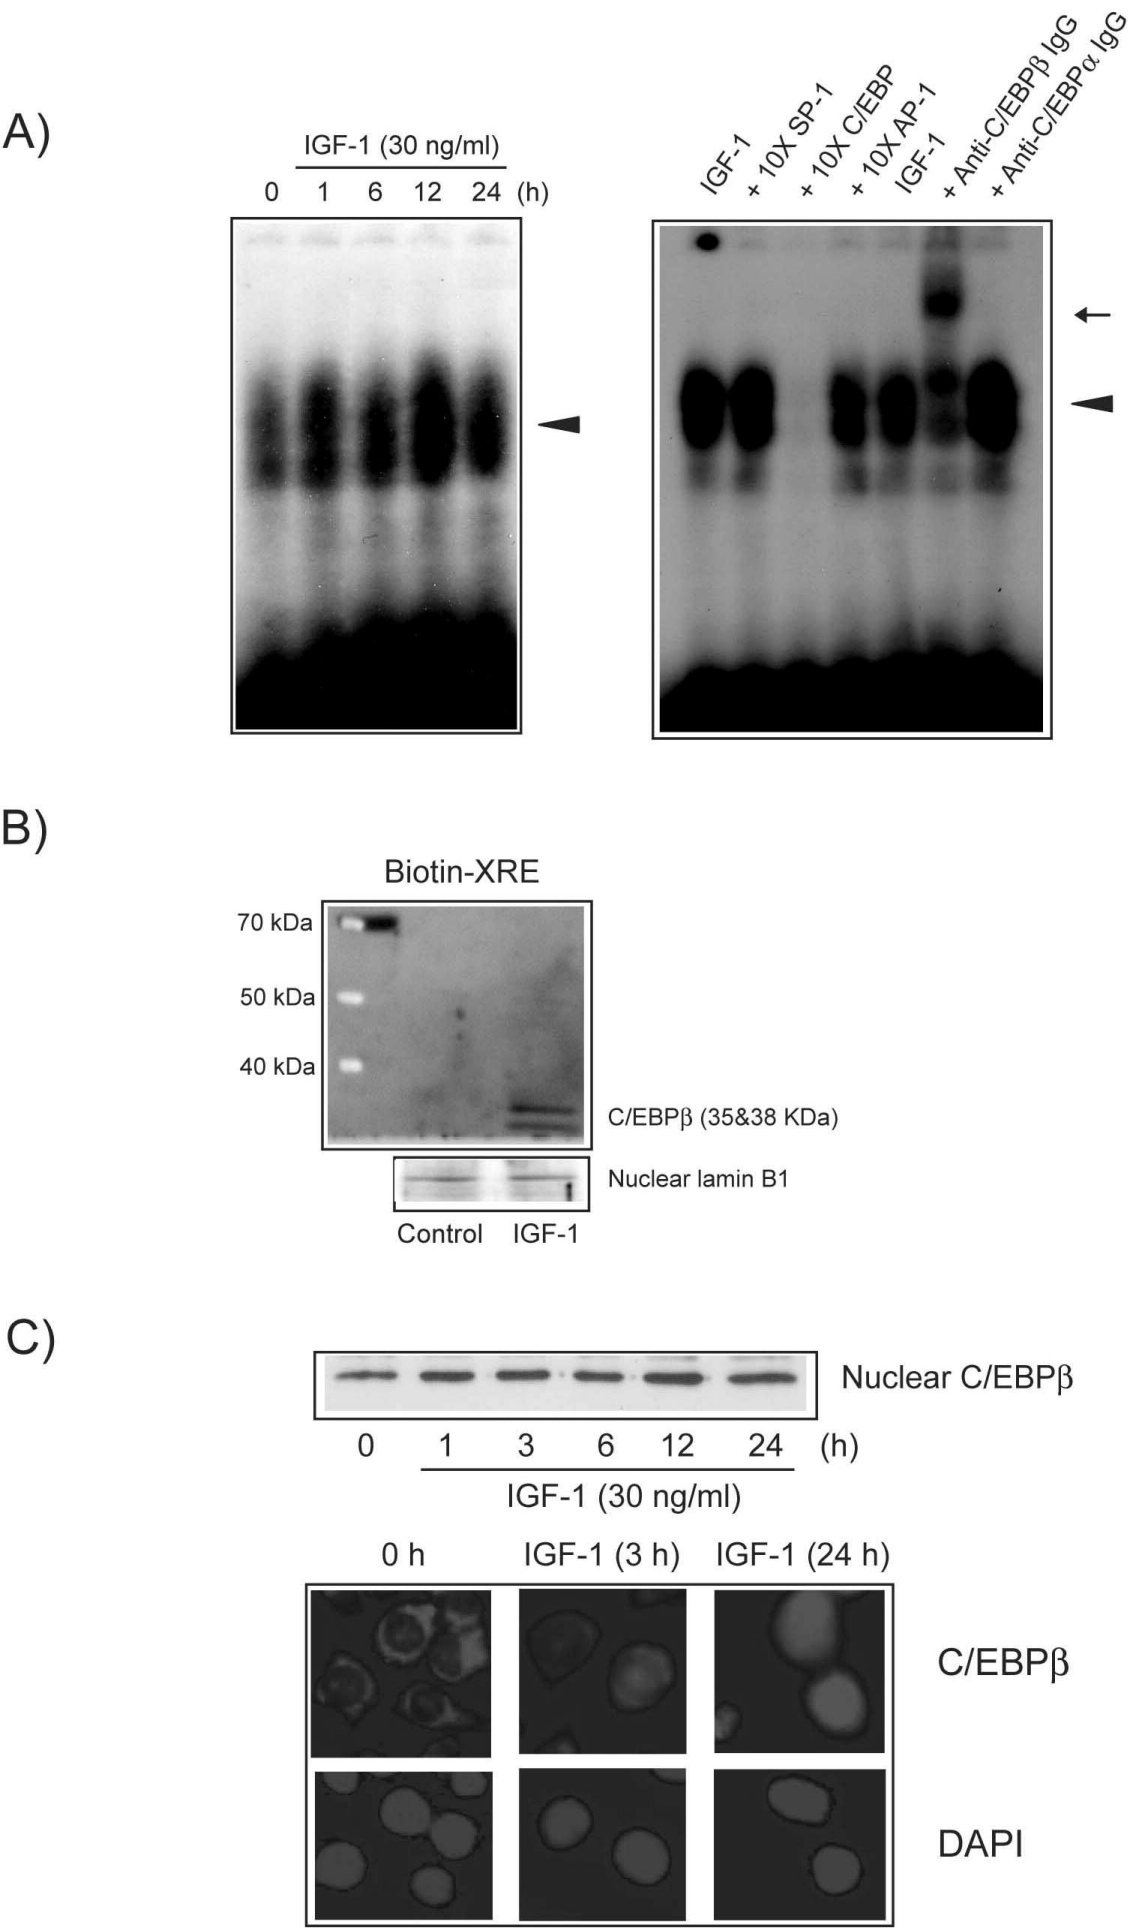 A)
IGF-1 (30 ng/ml)
0 1 6 12 24 (h)
IGF-1
+ 10X SP-1
+ 10X C/EBP
+ 10X AP-1
IGF-1
+ Anti-C/EBPβ IgG
+ Anti-C/EBPα IgG
B)
Biotin-XRE
70 kDa
50 kDa
40 kDa
C/EBPβ (35&38 KDa)
Nuclear lamin B1
Control IGF-1
C)
Nuclear C/EBPβ
0 1 3 6 12 24 (h)
IGF-1 (30 ng/ml)
0 h IGF-1 (3 h) IGF-1 (24 h)
C/EBPβ
DAPI